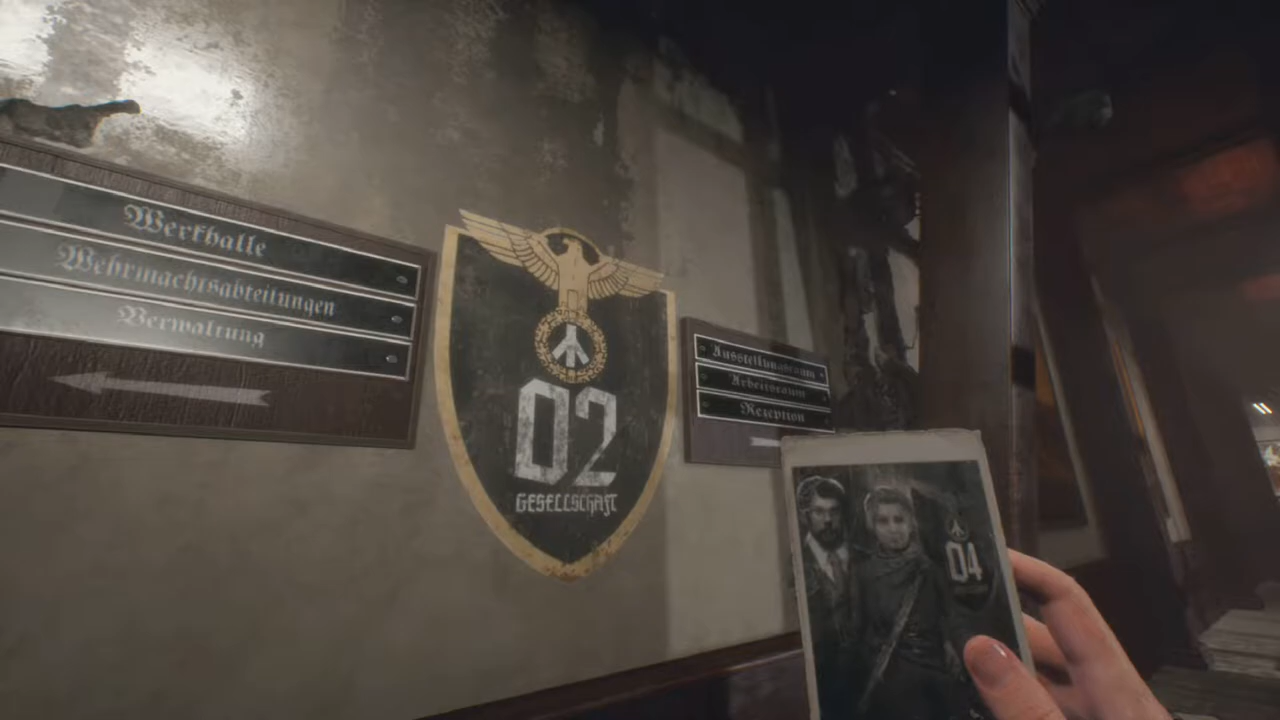 Werkhalle
Wehrmachtsabteilungen
Verwaltung
02
GESELLSCHAFT
Ausstellungsraum
Arbeitsraum
Rezeption
04